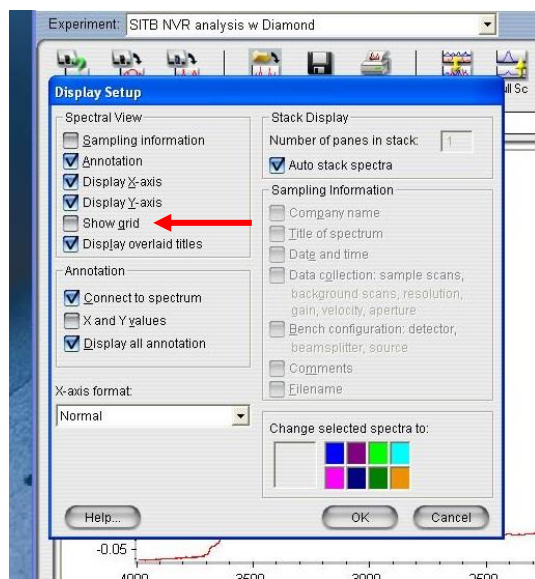 Experiment: SITB NVR analysis w Diamond
Display Setup
Spectral View
Sampling information
Annotation
Display X-axis
Display Y-axis
Show grid
Display overlaid titles
Annotation
Connect to spectrum
X and Y values
Display all annotation
X-axis format:
Normal
Stack Display
Number of panes in stack: 1
Auto stack spectra
Sampling Information
Company name
Title of spectrum
Date and time
Data collection: sample scans,
background scans, resolution,
gain, velocity, aperture
Bench configuration: detector,
beamsplitter, source
Comments
Filename
Change selected spectra to:
Help...
OK
Cancel
-0.05
4000 3500 3000 2500